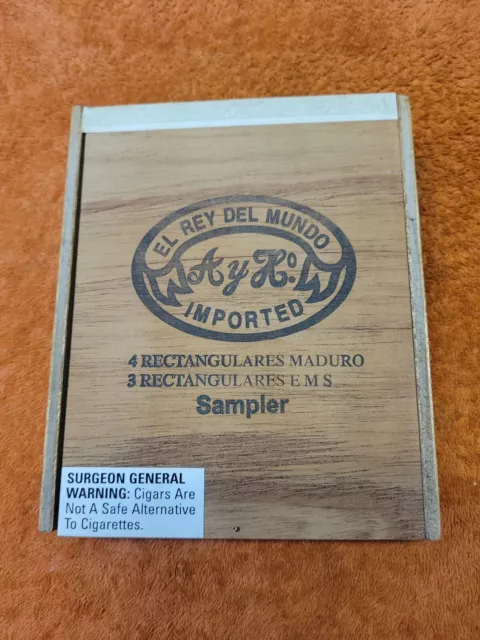 EL REY DEL MUNDO
A y Ho.
IMPORTED
4 RECTANGULARES MADURO
3 RECTANGULARES E M S
Sampler
SURGEON GENERAL
WARNING: Cigars Are
Not A Safe Alternative
To Cigarettes.